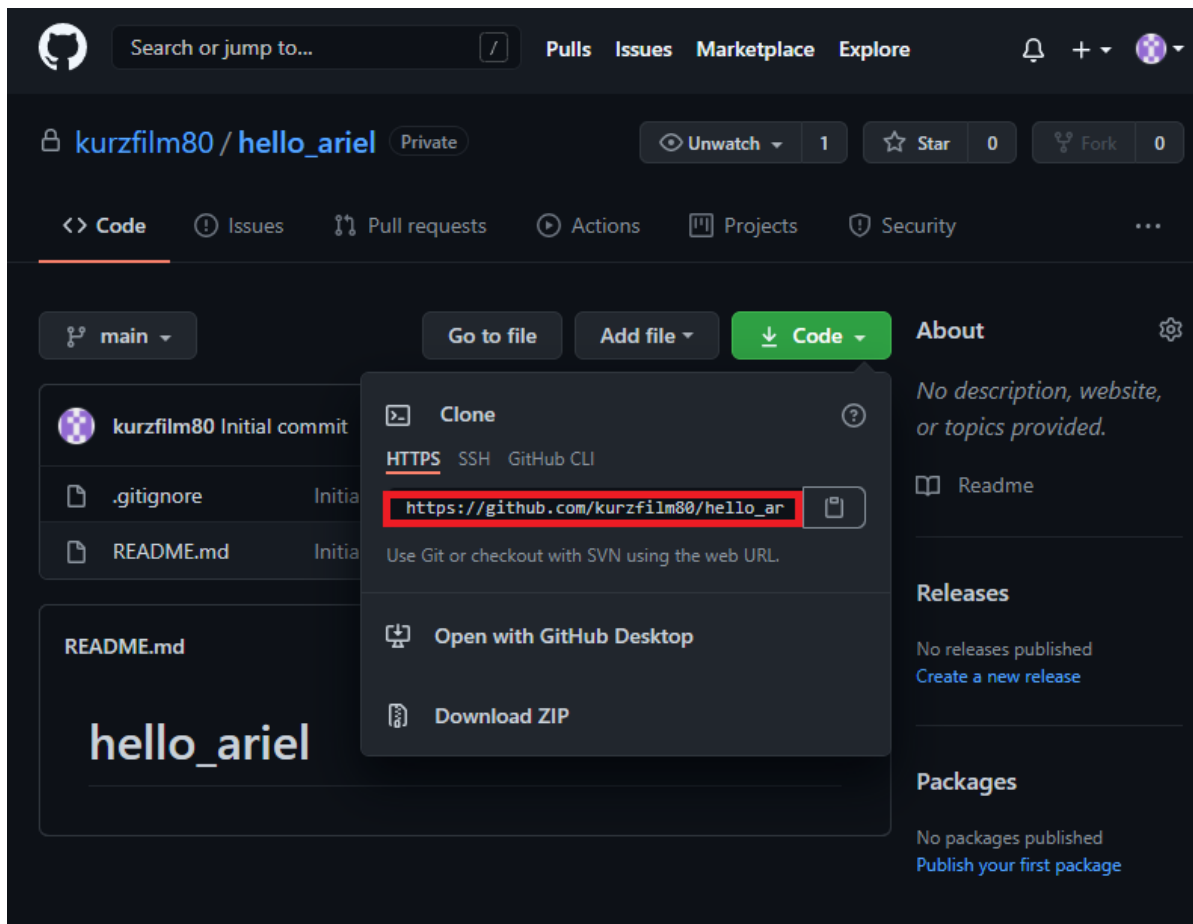 Search or jump to... / Pulls Issues Marketplace Explore
kurzfilm80 / hello_ariel Private Unwatch 1 Star 0 Fork 0
Code Issues Pull requests Actions Projects Security ...
main Go to file Add file Code
kurzfilm80 Initial commit
.gitignore Initia
README.md Initia
Clone
HTTPS SSH GitHub CLI
https://github.com/kurzfilm80/hello_ar
Use Git or checkout with SVN using the web URL.
Open with GitHub Desktop
Download ZIP
README.md
hello_ariel
About
No description, website,
or topics provided.
Readme
Releases
No releases published
Create a new release
Packages
No packages published
Publish your first package